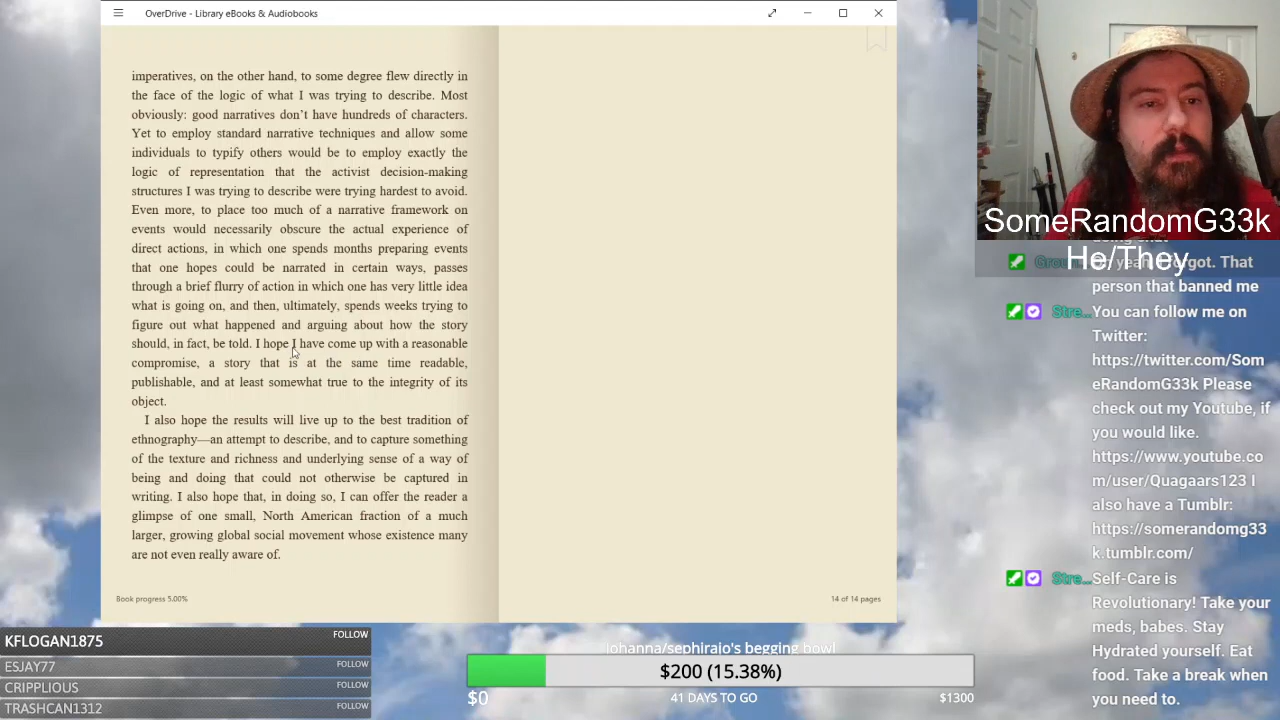 OverDrive - Library eBooks & Audiobooks
imperatives, on the other hand, to some degree flew directly in
the face of the logic of what I was trying to describe. Most
obviously: good narratives don't have hundreds of characters.
Yet to employ standard narrative techniques and allow some
individuals to typify others would be to employ exactly the
logic of representation that the activist decision-making
structures I was trying to describe were trying hardest to avoid.
Even more, to place too much of a narrative framework on
events would necessarily obscure the actual experience of
direct actions, in which one spends months preparing events
that one hopes could be narrated in certain ways, passes
through a brief flurry of action in which one has very little idea
what is going on, and then, ultimately, spends weeks trying to
figure out what happened and arguing about how the story
should, in fact, be told. I hope I have come up with a reasonable
compromise, a story that is at the same time readable,
publishable, and at least somewhat true to the integrity of its
object.
I also hope the results will live up to the best tradition of
ethnography—an attempt to describe, and to capture something
of the texture and richness and underlying sense of a way of
being and doing that could not otherwise be captured in
writing. I also hope that, in doing so, I can offer the reader a
glimpse of one small, North American fraction of a much
larger, growing global social movement whose existence many
are not even really aware of.
Book progress 5.00%
14 of 14 pages
SomeRandomG33k
He/They
forgot. That
person that banned me
Stre... You can follow me on
Twitter:
https://twitter.com/Som
eRandomG33k Please
check out my Youtube, if
you would like.
https://www.youtube.co
m/user/Quagaars123 I
also have a Tumblr:
https://somerandomg33
k.tumblr.com/
Stre... Self-Care is
Revolutionary! Take your
meds, babes. Stay
Hydrated yourself. Eat
food. Take a break when
you need to.
KFLOGAN1875 FOLLOW
ESJAY77 FOLLOW
CRIPPLIOUS FOLLOW
TRASHCAN1312 FOLLOW
johanna/sephiraio's begging bowl
$200 (15.38%)
$0 41 DAYS TO GO $1300